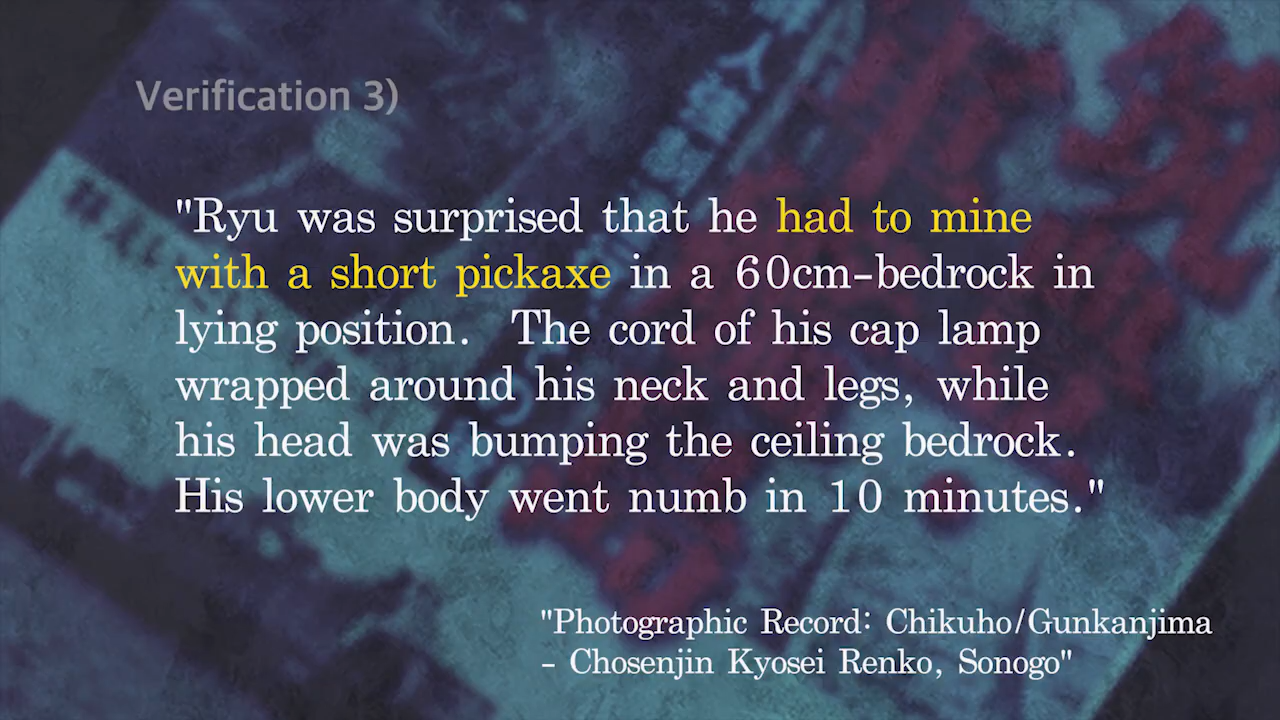 Verification 3)
"Ryu was surprised that he had to mine
with a short pickaxe in a 60cm-bedrock in
lying position. The cord of his cap lamp
wrapped around his neck and legs, while
his head was bumping the ceiling bedrock.
His lower body went numb in 10 minutes."
"Photographic Record: Chikuho/Gunkanjima
- Chosenjin Kyosei Renko, Sonogo"